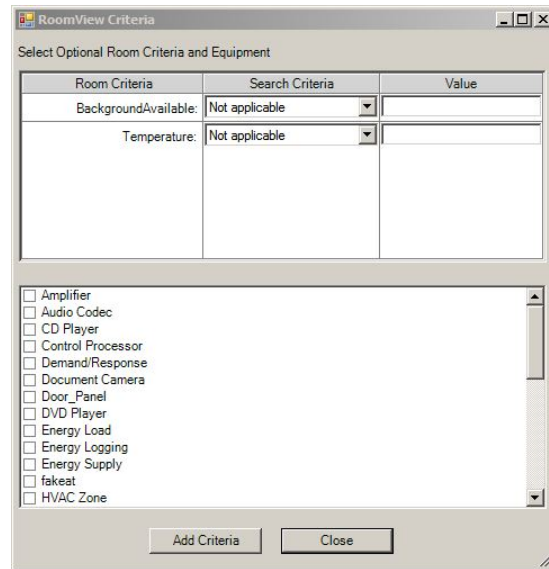 RoomView Criteria
Select Optional Room Criteria and Equipment
Room Criteria Search Criteria Value
BackgroundAvailable: Not applicable
Temperature: Not applicable
Amplifier
Audio Codec
CD Player
Control Processor
Demand/Response
Document Camera
Door_Panel
DVD Player
Energy Load
Energy Logging
Energy Supply
fakeat
HVAC Zone
Add Criteria Close